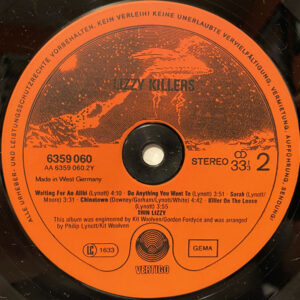 ALLE URHEBER- UND LEISTUNGSSCHUTZRECHTE VORBEHALTEN. KEINE UNERLAUBTE VERVIELFÄLTIGUNG, VERMIETUNG, AUFFÜHRUNG, SENDUNG!
LIZZY KILLERS
6359 060
AA 6359 060.2Y
Made in West Germany
STEREO 33⅓ 2
Waiting For An Alibi (Lynott) 4:10 · Do Anything You Want To (Lynott) 3:51 · Sarah (Lynott/
Moore) 3:31 · Chinatown (Downey/Gorham/Lynott/White) 4:42 · Killer On The Loose
(Lynott) 3:55
THIN LIZZY
This album was engineered by Kit Woolven/Gordon Fordyce and was arranged
by Philip Lynott/Kit Woolven
LC 1633
GEMA
VERTIGO